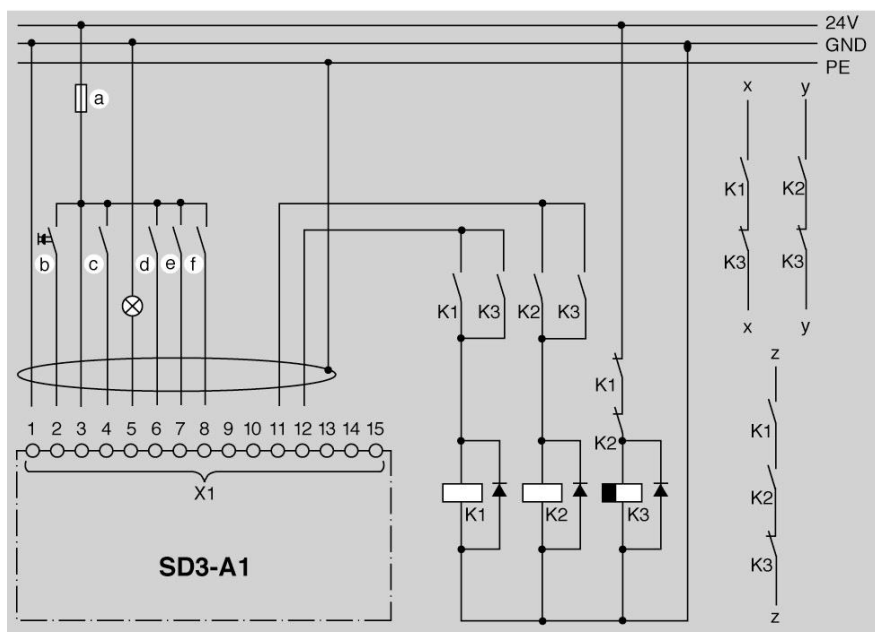 24V
GND
PE
a
x y
K1 K2
b c d e f
K3 K3
K1 K3 K2 K3
x y
z
K1
1 2 3 4 5 6 7 8 9 10 11 12 13 14 15
K1
K2
X1
K2
K1 K2 K3
SD3-A1
K3
z